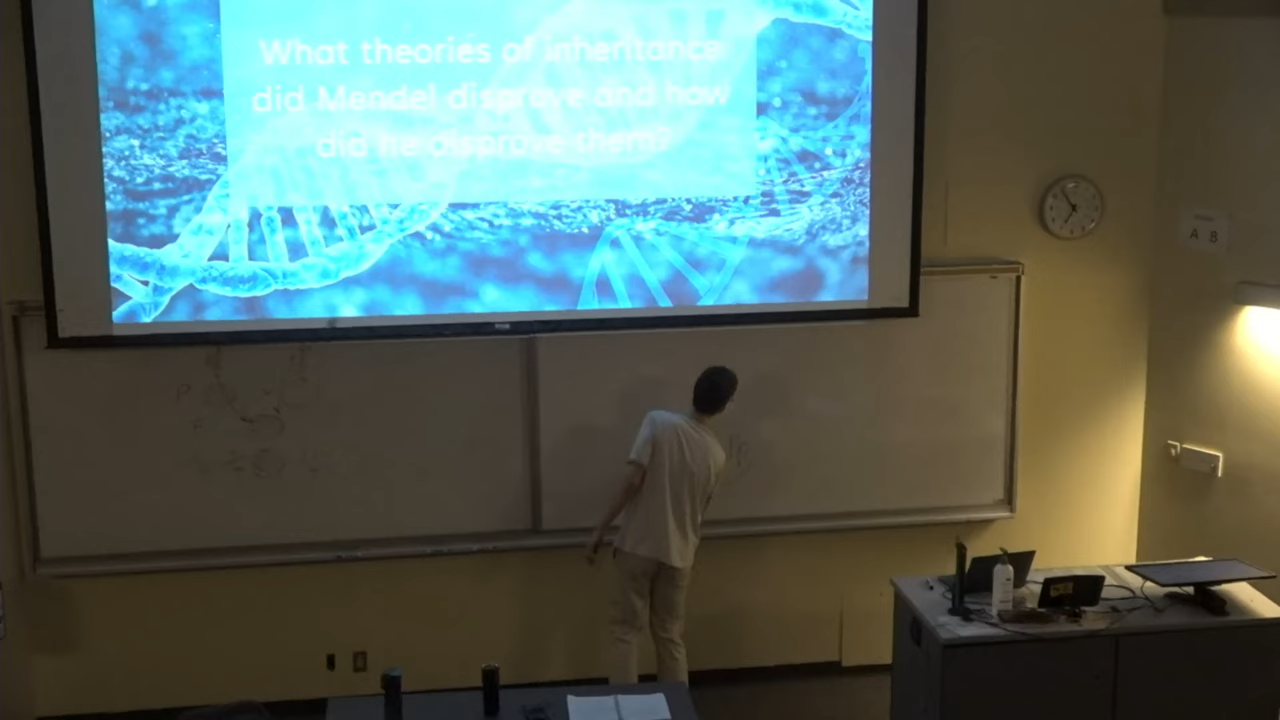 What theories of inheritance
did Mendel disprove and how
did he disprove them?
A B
P